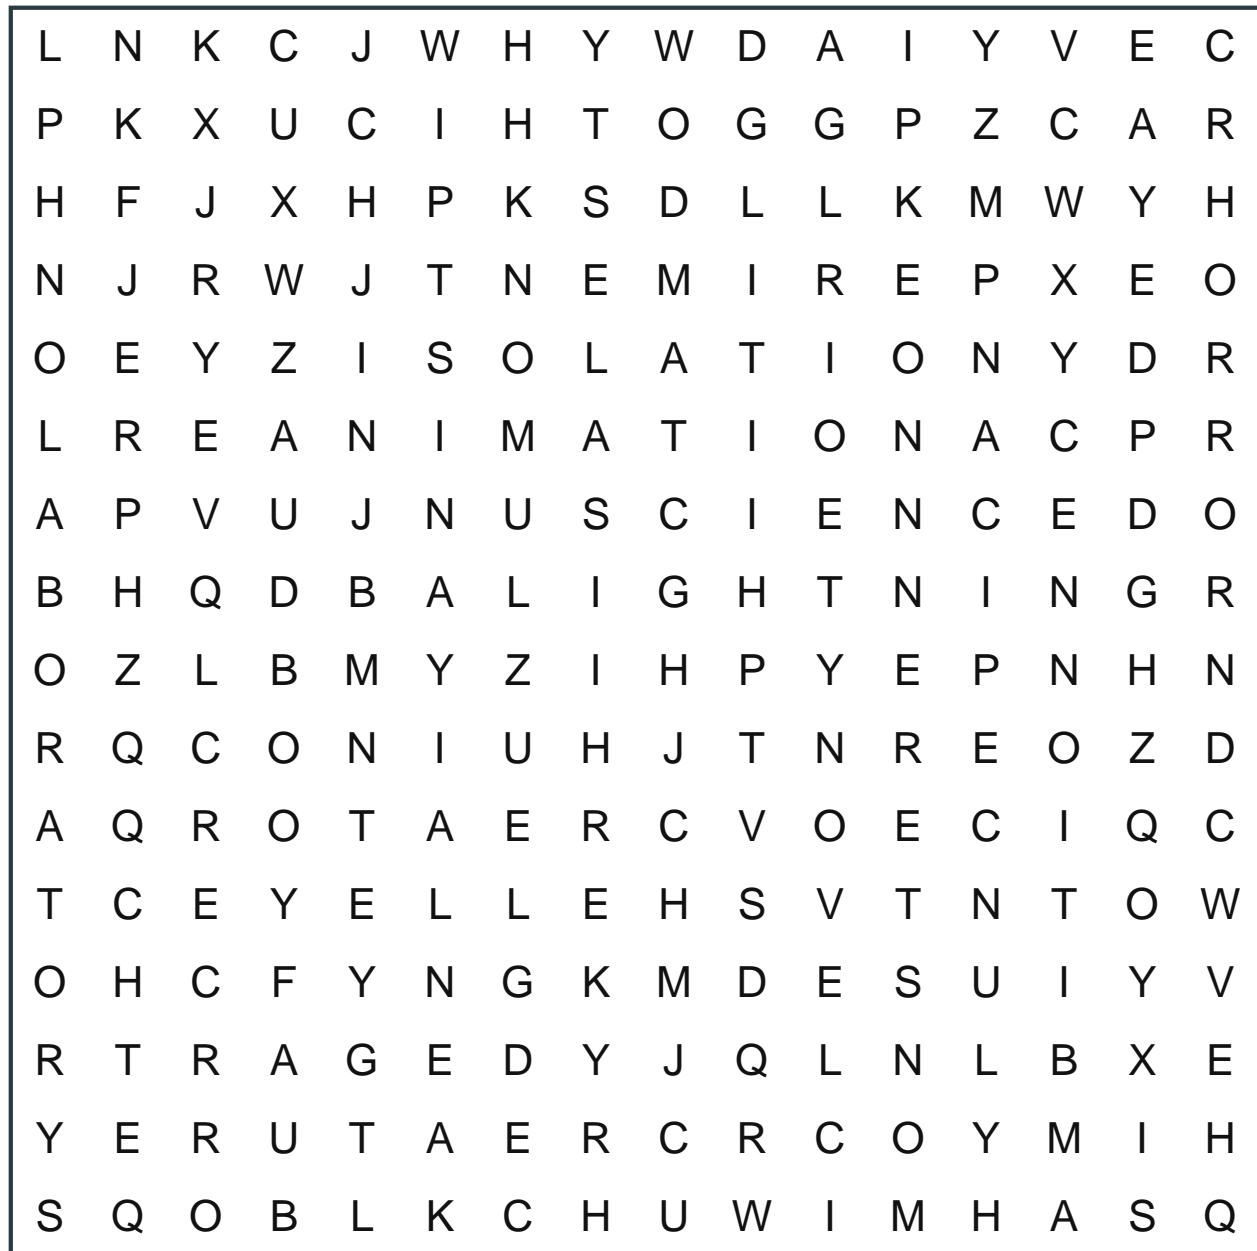 L N K C J W H Y W D A I Y V E C
P K X U C I H T O G G P Z C A R
H F J X H P K S D L L K M W Y H
N J R W J T N E M I R E P X E O
O E Y Z I S O L A T I O N Y D R
L R E A N I M A T I O N A C P R
A P V U J N U S C I E N C E D O
B H Q D B A L I G H T N I N G R
O Z L B M Y Z I H P Y E P N H N
R Q C O N I U H J T N R E O Z D
A Q R O T A E R C V O E C I Q C
T C E Y E L L E H S V T N T O W
O H C F Y N G K M D E S U I Y V
R T R A G E D Y J Q L N L B X E
Y E R U T A E R C R C O Y M I H
S Q O B L K C H U W I M H A S Q